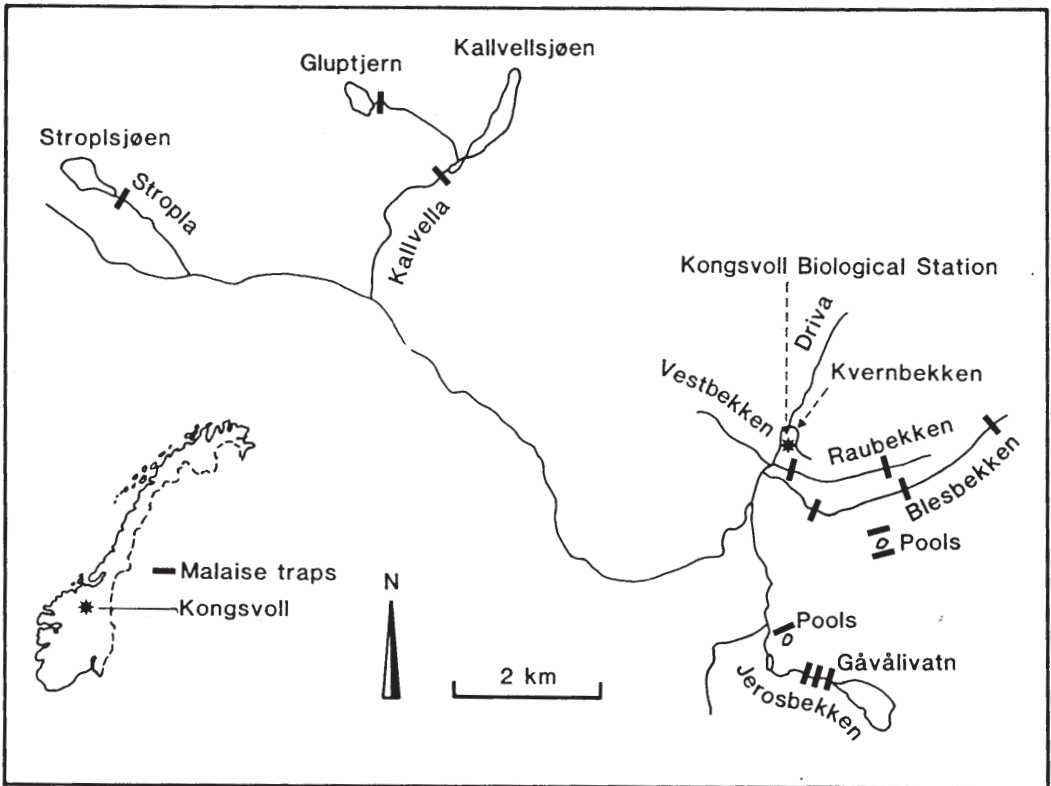 Kallvellsjøen
Gluptjern
Stroplsjøen
Stropla
Kallvella
Kongsvoll Biological Station
Driva
Kvernbekken
Vestbekken
Raubekken
Blesbekken
Pools
Malaise traps
Kongsvoll
N
2 km
Pools
Gåvålivatn
Jerosbekken